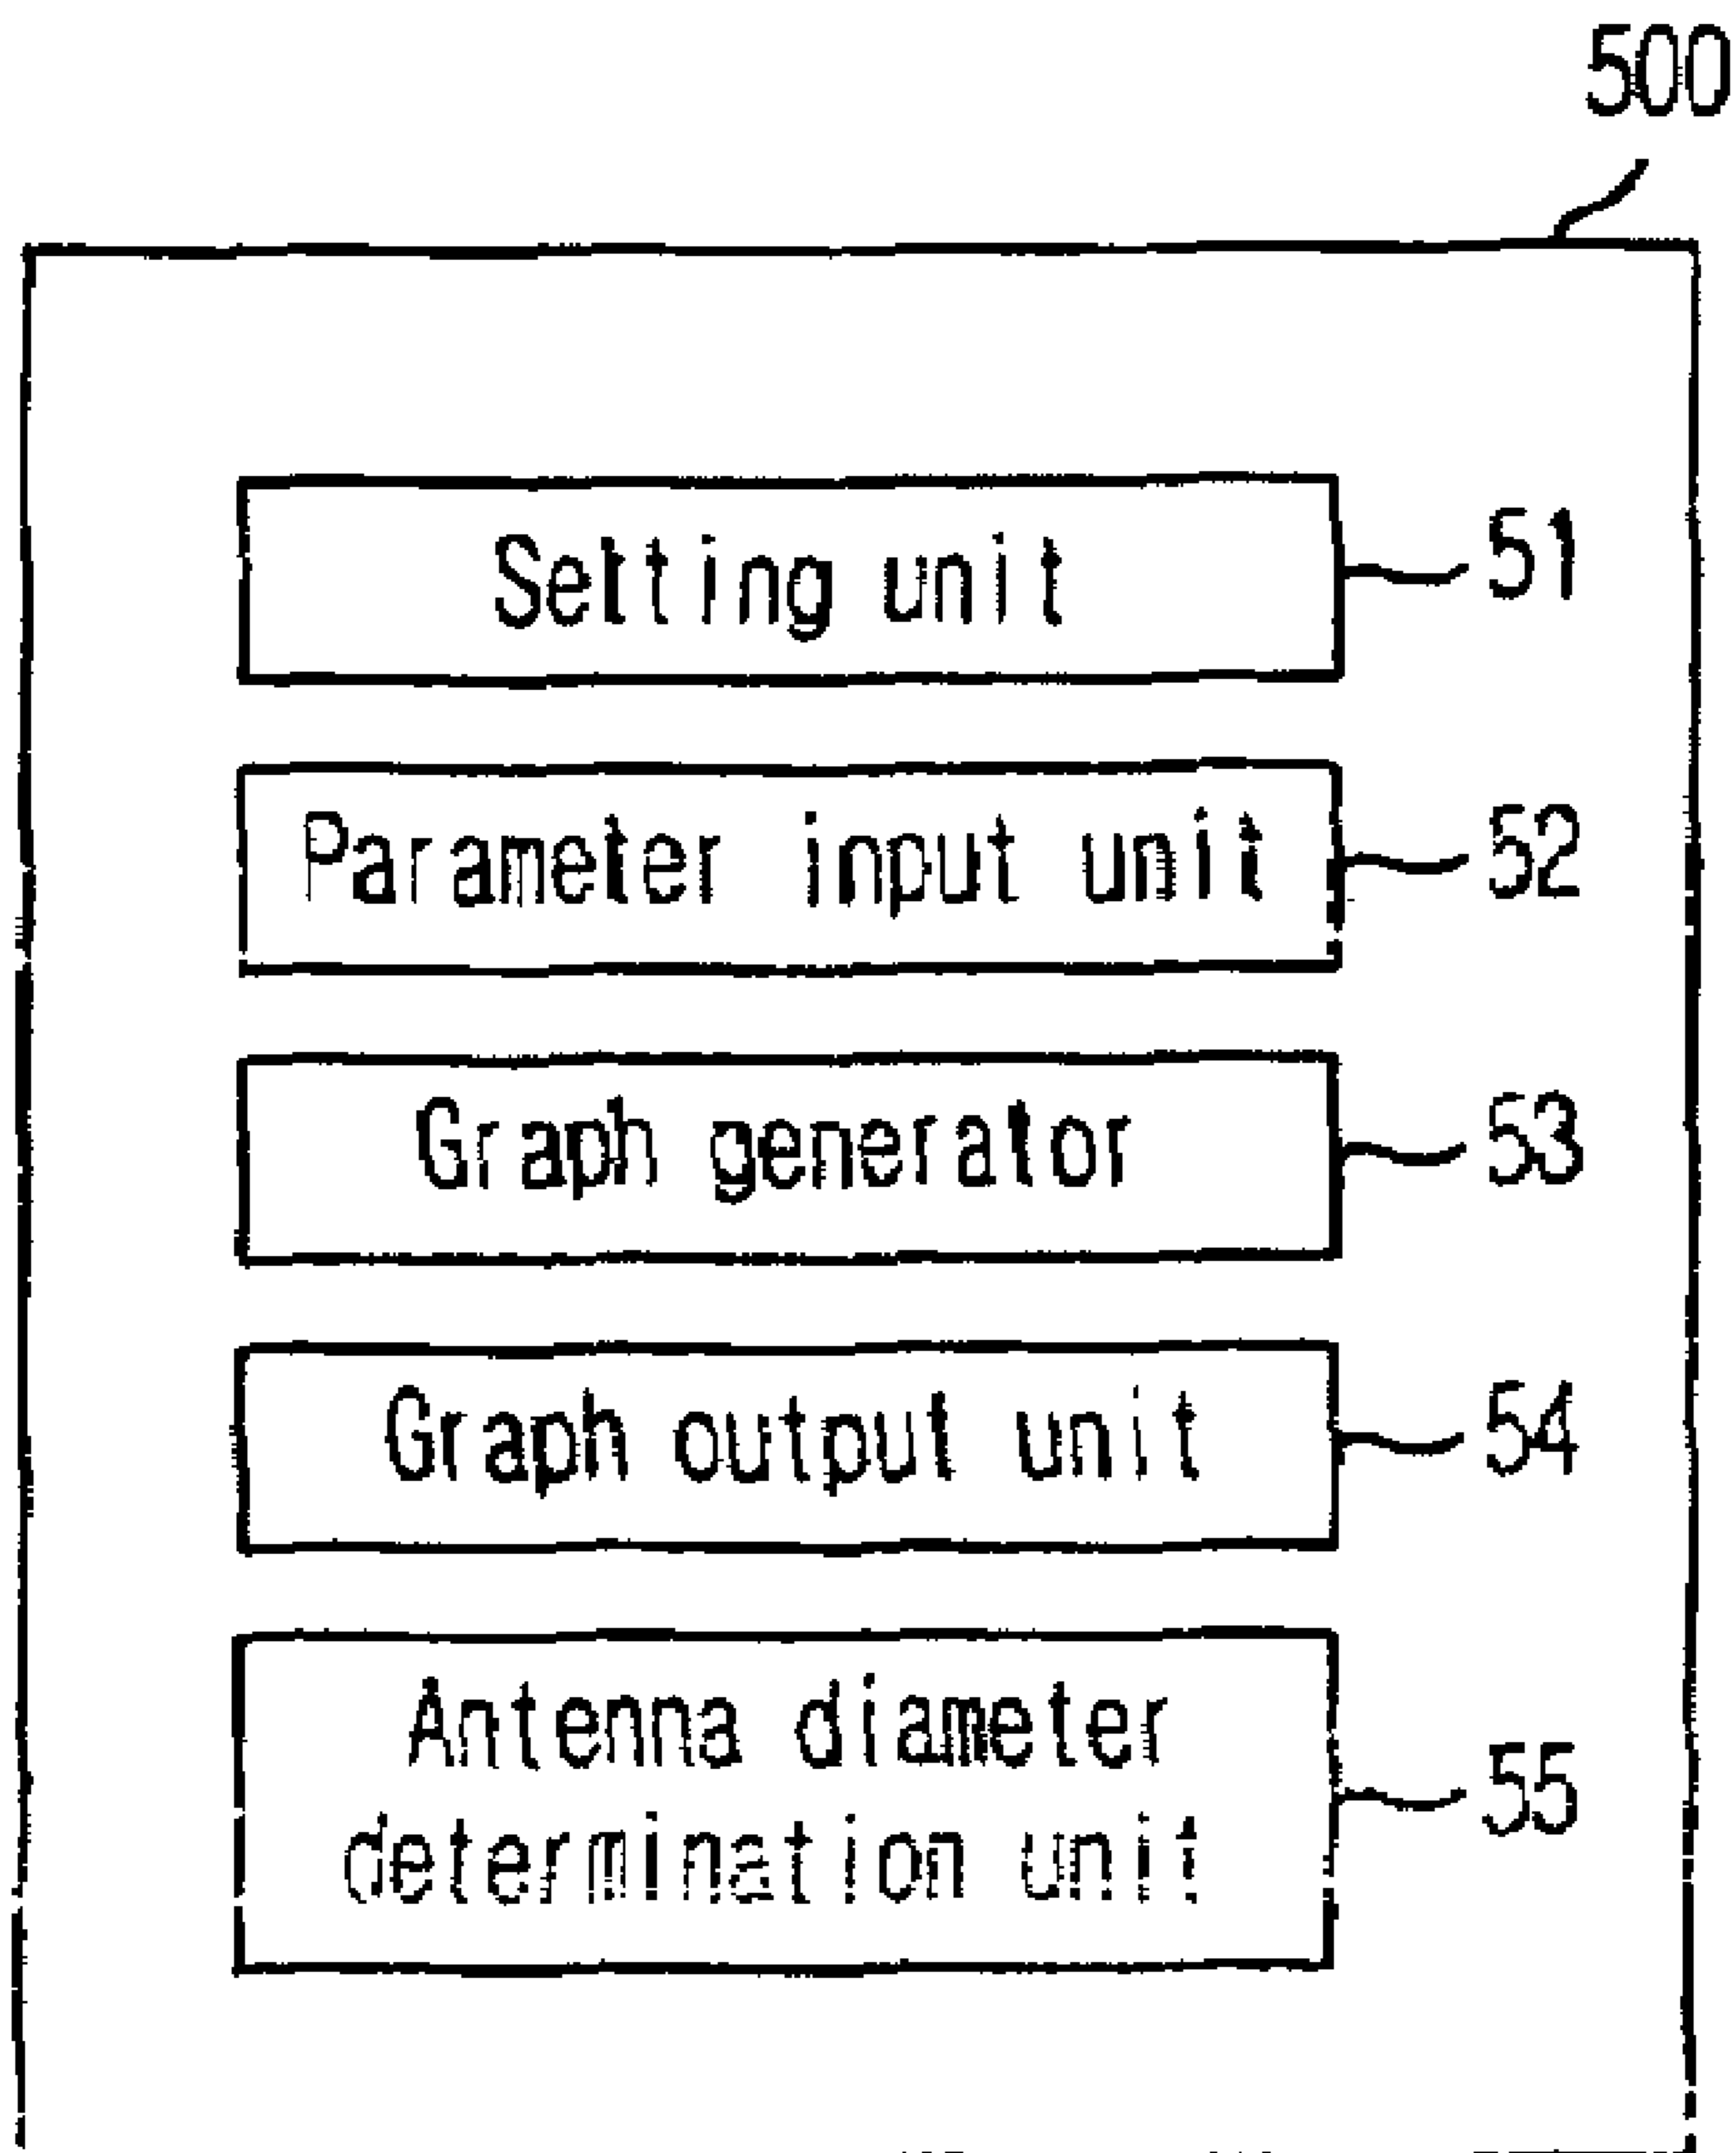 500
Setting unit 51
Parameter input unit 52
Graph generator 53
Graph output unit 54
Antenna diameter
determination unit 55